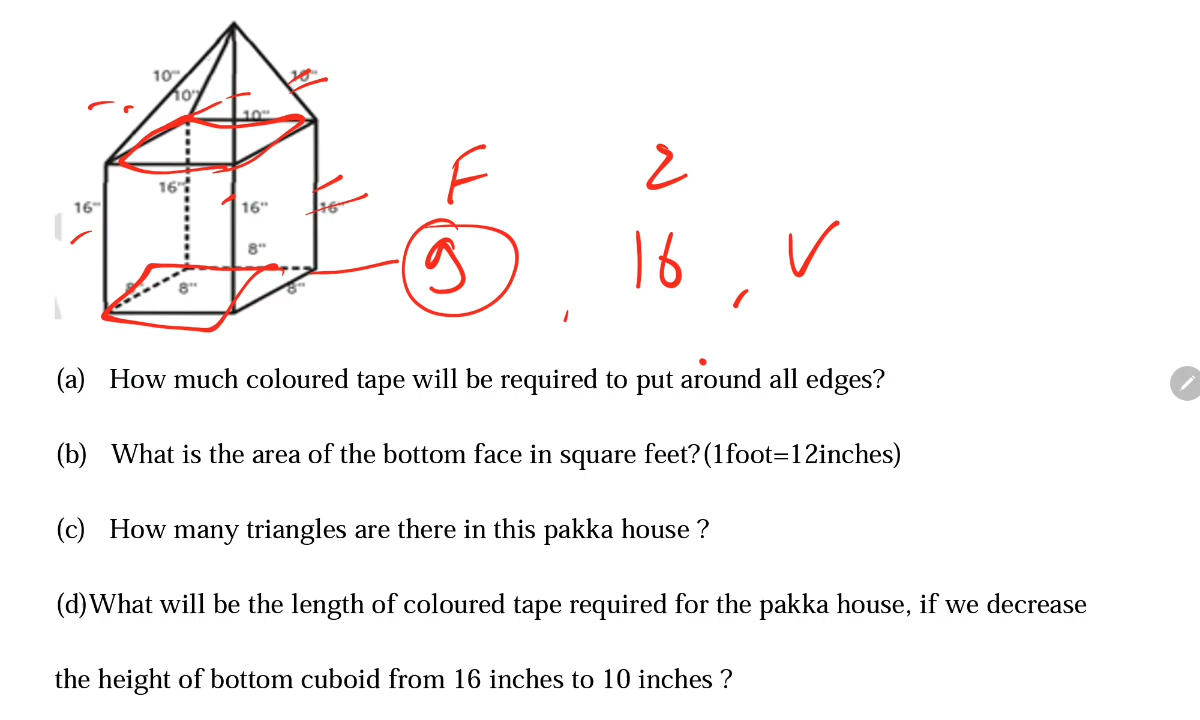 10" 10" 10"
10"
16" 16" 16" 16"
8"
8" 8" 8"
F 2
9 , 16 , V
(a) How much coloured tape will be required to put around all edges?
(b) What is the area of the bottom face in square feet?(1foot=12inches)
(c) How many triangles are there in this pakka house ?
(d)What will be the length of coloured tape required for the pakka house, if we decrease
the height of bottom cuboid from 16 inches to 10 inches ?